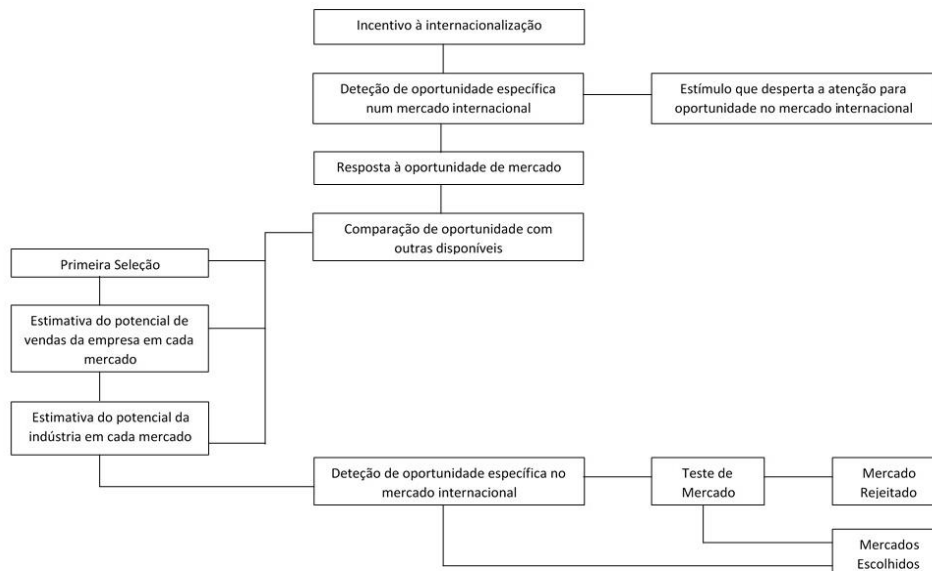 Incentivo à internacionalização
Deteção de oportunidade específica
num mercado internacional
Estímulo que desperta a atenção para
oportunidade no mercado internacional
Resposta à oportunidade de mercado
Comparação de oportunidade com
outras disponíveis
Primeira Seleção
Estimativa do potencial de
vendas da empresa em cada
mercado
Estimativa do potencial da
indústria em cada mercado
Deteção de oportunidade específica no
mercado internacional
Teste de
Mercado
Mercado
Rejeitado
Mercados
Escolhidos